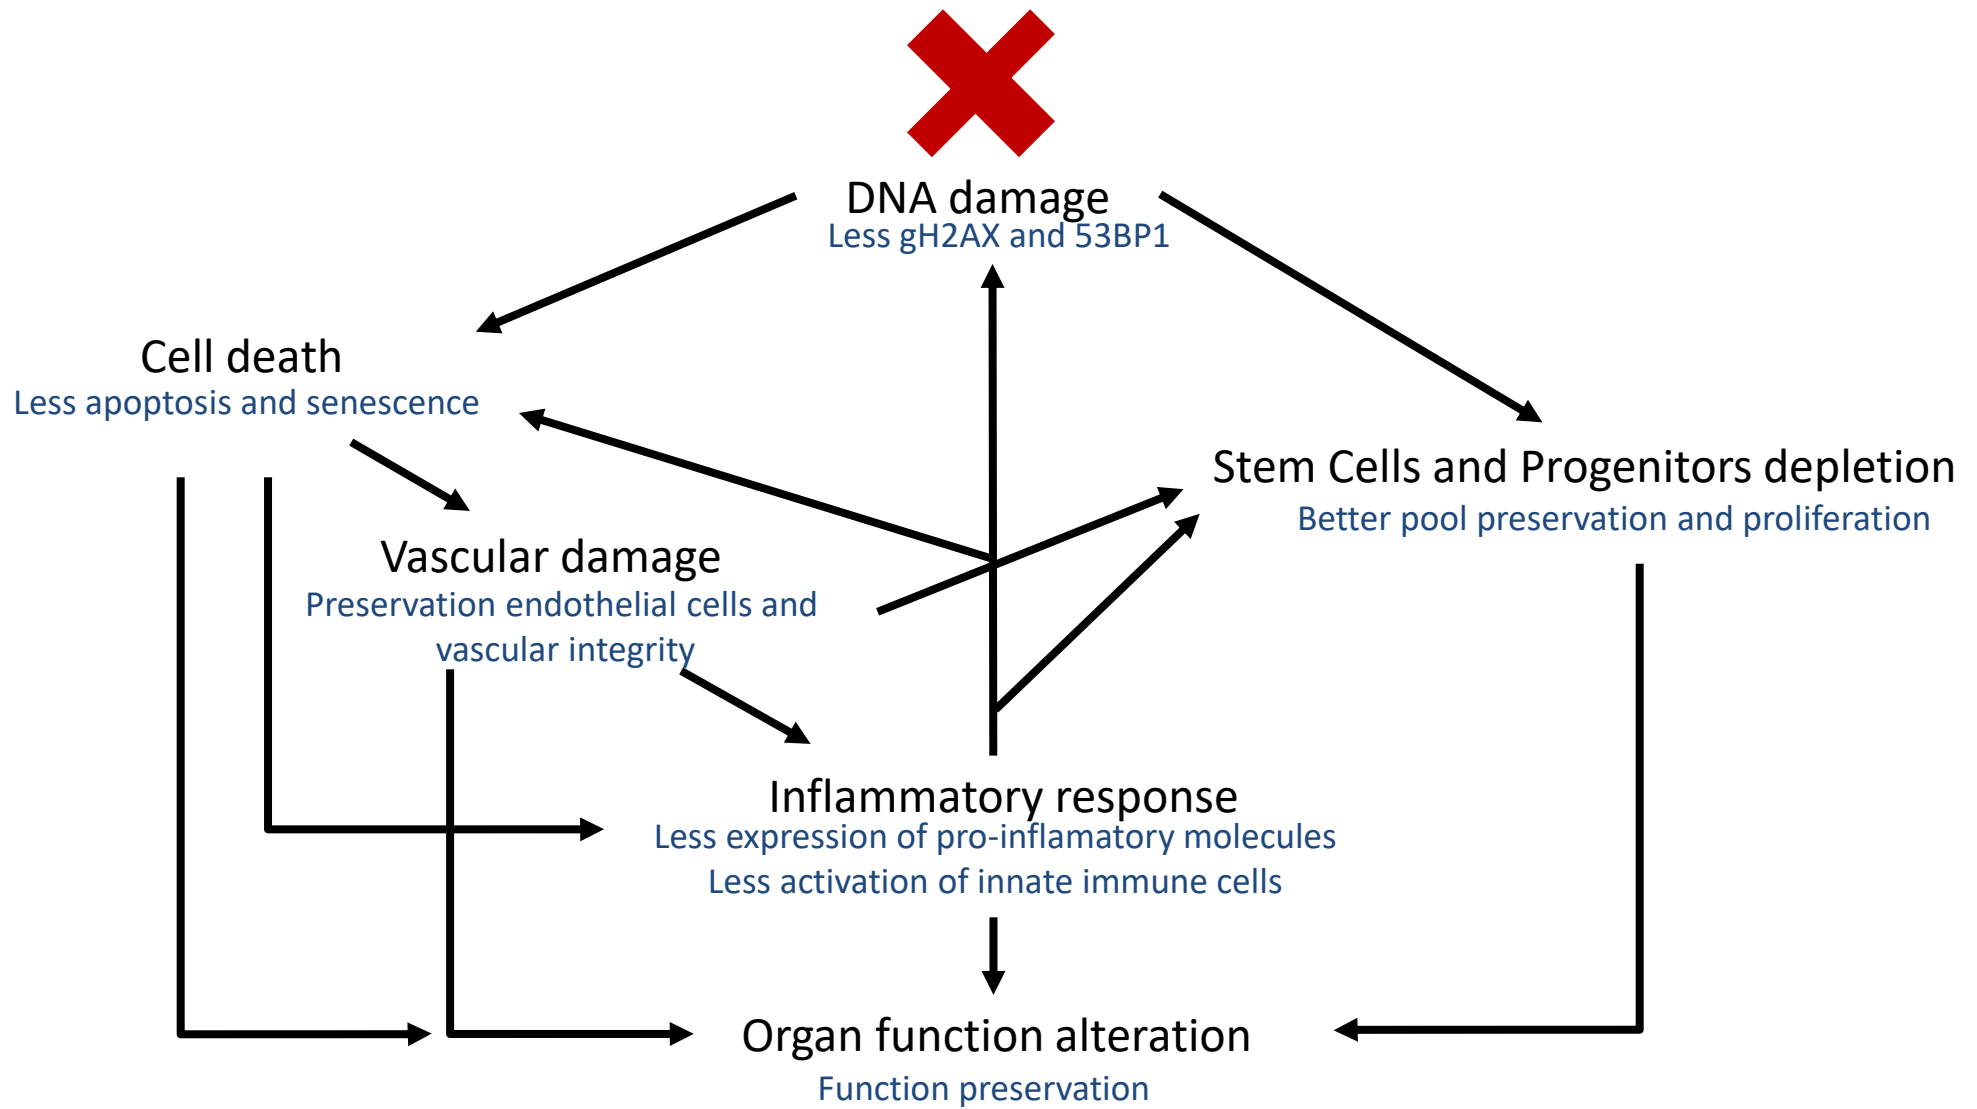 DNA damage
Less gH2AX and 53BP1
Cell death
Less apoptosis and senescence
Stem Cells and Progenitors depletion
Better pool preservation and proliferation
Vascular damage
Preservation endothelial cells and
vascular integrity
Inflammatory response
Less expression of pro-inflamatory molecules
Less activation of innate immune cells
Organ function alteration
Function preservation